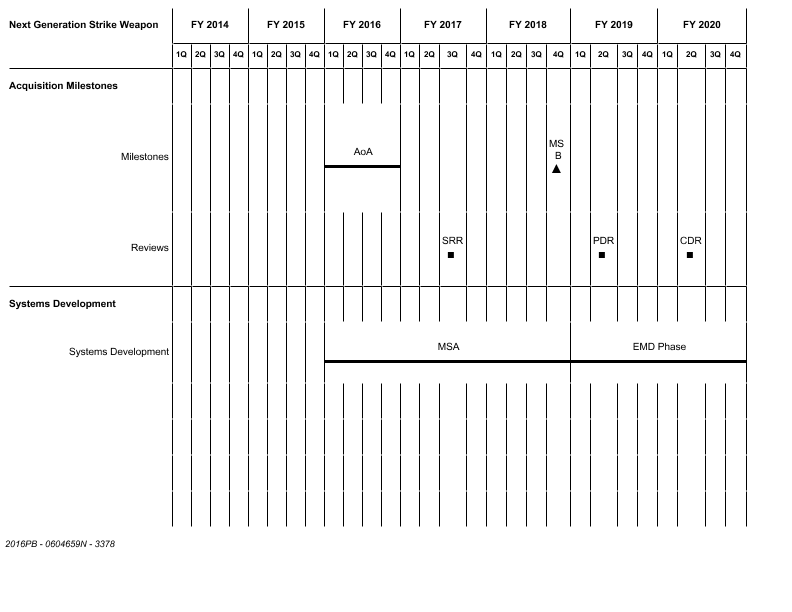 Next Generation Strike Weapon FY 2014 FY 2015 FY 2016 FY 2017 FY 2018 FY 2019 FY 2020
1Q 2Q 3Q 4Q 1Q 2Q 3Q 4Q 1Q 2Q 3Q 4Q 1Q 2Q 3Q 4Q 1Q 2Q 3Q 4Q 1Q 2Q 3Q 4Q 1Q 2Q 3Q 4Q
Acquisition Milestones
Milestones AoA MS
B
Reviews SRR PDR CDR
Systems Development
Systems Development MSA EMD Phase
2016PB - 0604659N - 3378